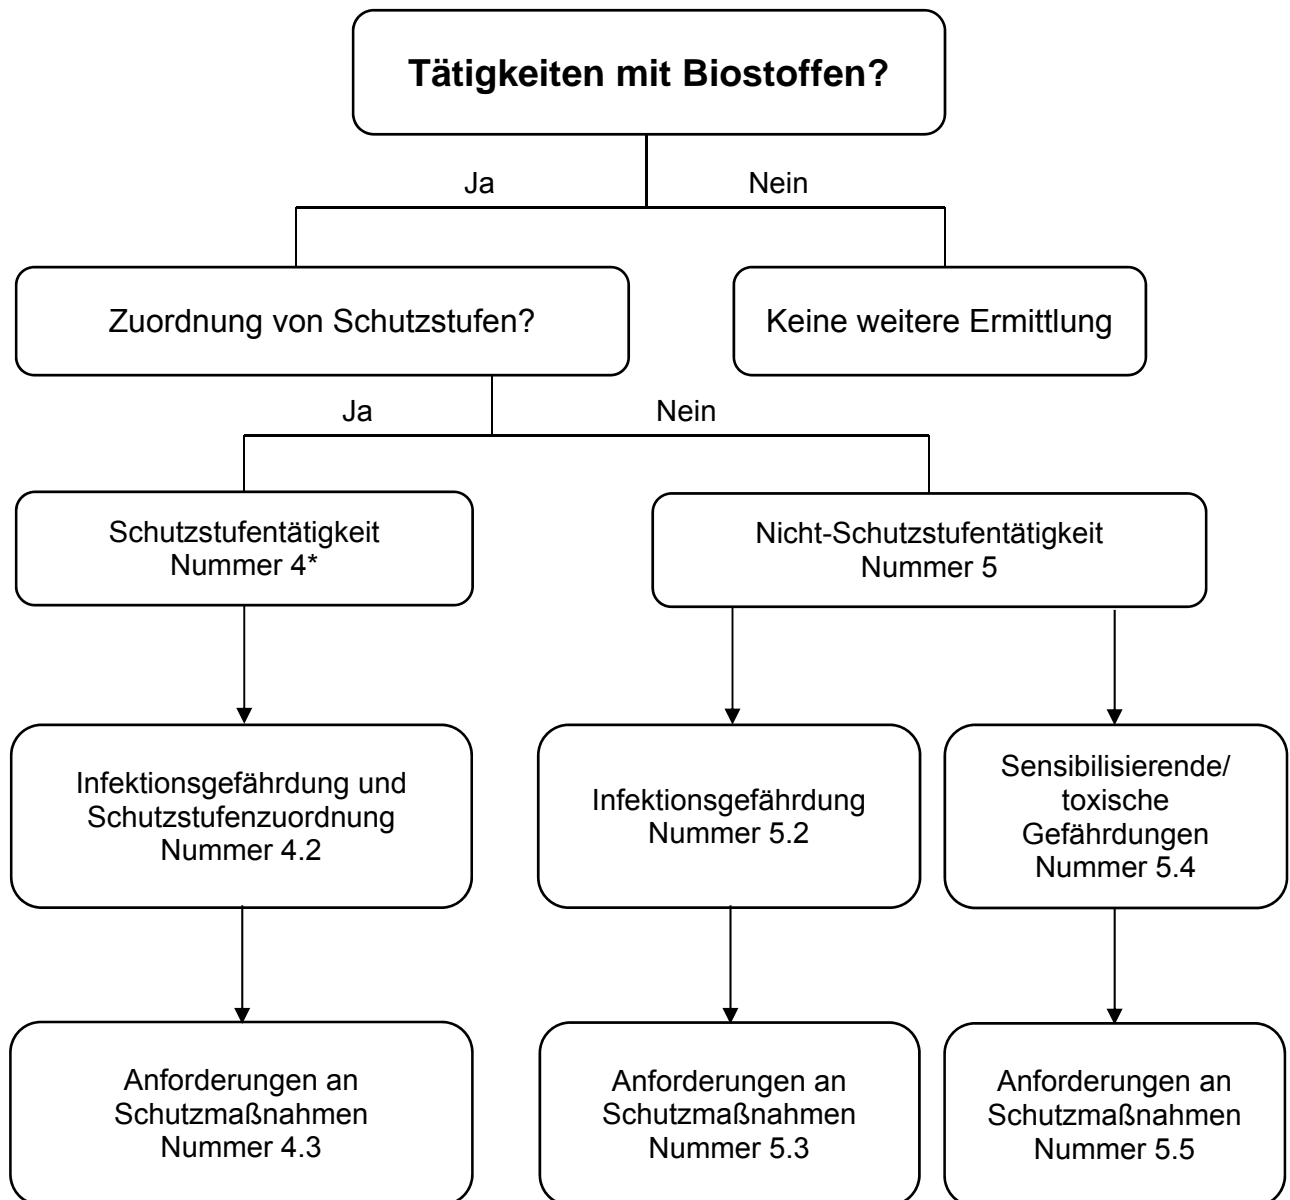 Tätigkeiten mit Biostoffen?
Ja
Nein
Zuordnung von Schutzstufen?
Keine weitere Ermittlung
Ja
Nein
Schutzstufentätigkeit
Nummer 4*
Nicht-Schutzstufentätigkeit
Nummer 5
Infektionsgefährdung und
Schutzstufenzuordnung
Nummer 4.2
Infektionsgefährdung
Nummer 5.2
Sensibilisierende/
toxische
Gefährdungen
Nummer 5.4
Anforderungen an
Schutzmaßnahmen
Nummer 4.3
Anforderungen an
Schutzmaßnahmen
Nummer 5.3
Anforderungen an
Schutzmaßnahmen
Nummer 5.5